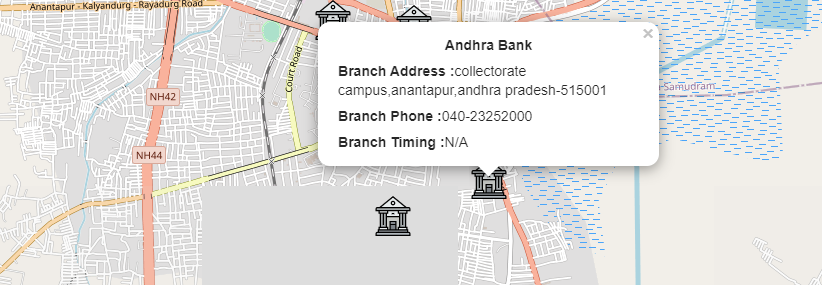 Anantapur - Kalyandurg - Rayadurg Road
×
Andhra Bank
Branch Address :collectorate
campus,anantapur,andhra pradesh-515001
Branch Phone :040-23252000
Branch Timing :N/A
Court Road
Samudram
NH42
NH44